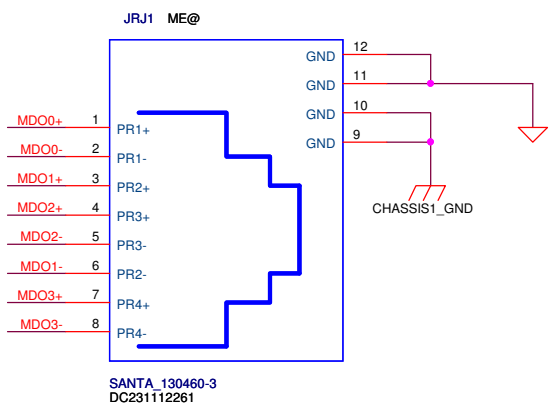 JRJ1 ME@
GND 12
GND 11
GND 10
GND 9
MDO0+ 1 PR1+
MDO0- 2 PR1-
MDO1+ 3 PR2+
MDO2+ 4 PR3+
MDO2- 5 PR3-
MDO1- 6 PR2-
MDO3+ 7 PR4+
MDO3- 8 PR4-
CHASSIS1_GND
SANTA_130460-3
DC231112261